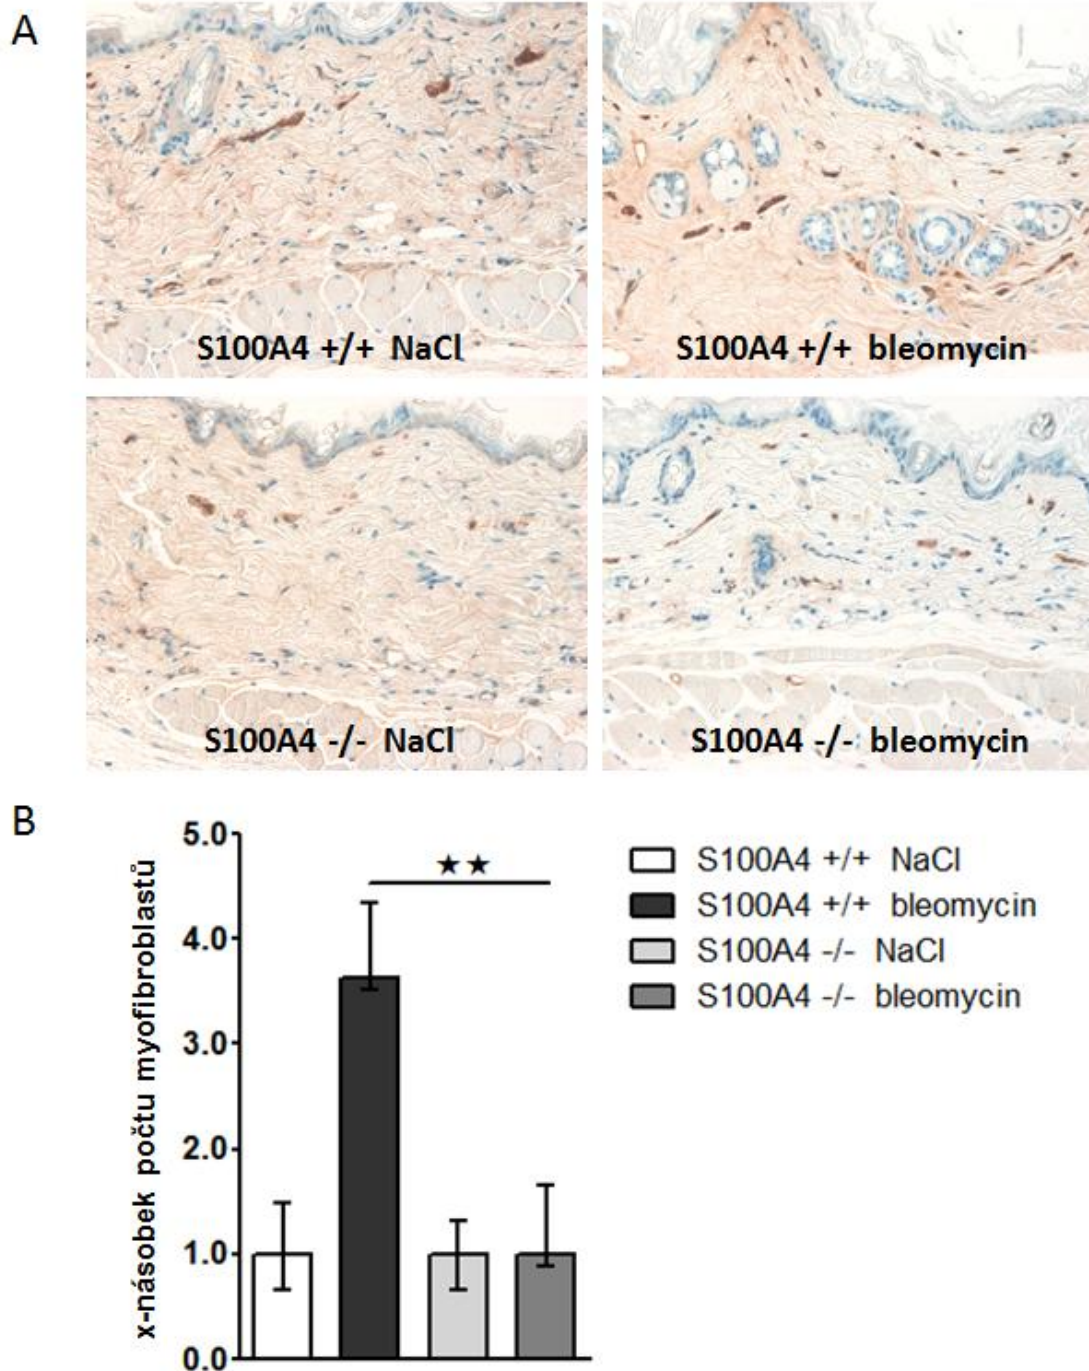 A
S100A4 +/+ NaCl
S100A4 +/+ bleomycin
S100A4 -/- NaCl
S100A4 -/- bleomycin
B
x-násobek počtu myofibroblastů
5.0
4.0
3.0
2.0
1.0
0.0
★★
S100A4 +/+ NaCl
S100A4 +/+ bleomycin
S100A4 -/- NaCl
S100A4 -/- bleomycin